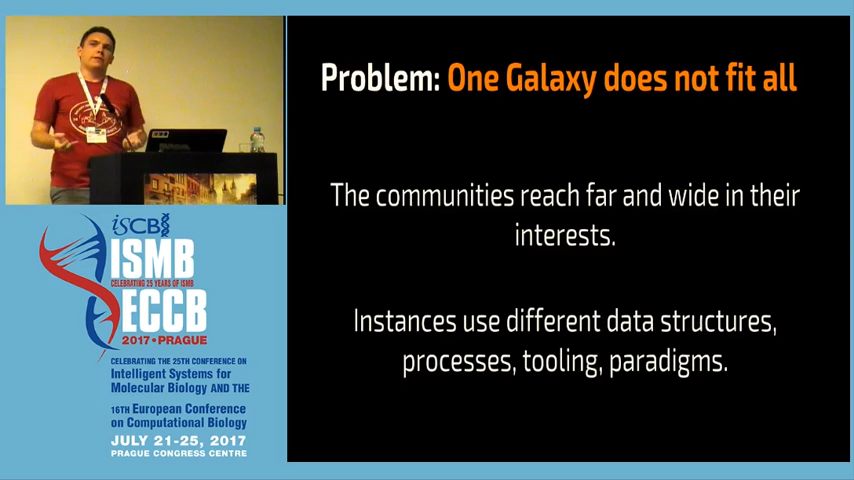 Problem: One Galaxy does not fit all
The communities reach far and wide in their
interests.
Instances use different data structures,
processes, tooling, paradigms.
ISCB
ISMB
CELEBRATING 25 YEARS OF ISMB
ECCB
2017 • PRAGUE
CELEBRATING THE 25TH CONFERENCE ON
Intelligent Systems for
Molecular Biology AND THE
16TH European Conference
on Computational Biology
JULY 21-25, 2017
PRAGUE CONGRESS CENTRE